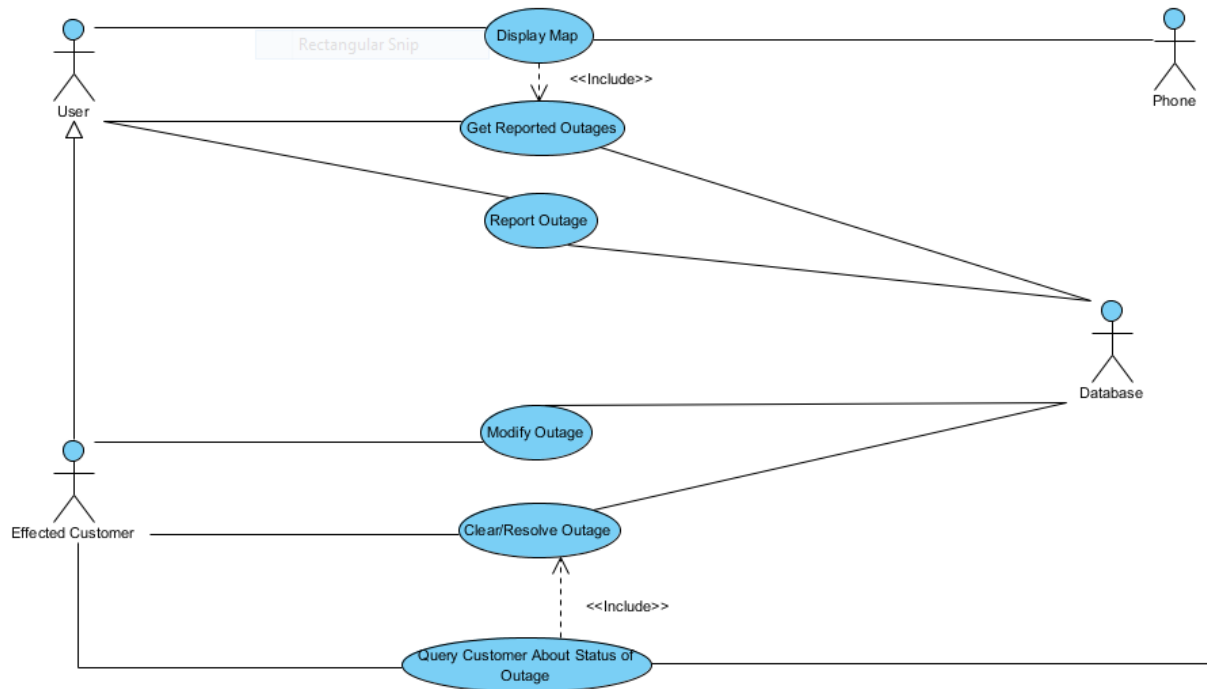 Rectangular Snip
Display Map
<<Include>>
User
Phone
Get Reported Outages
Report Outage
Database
Modify Outage
Effected Customer
Clear/Resolve Outage
<<Include>>
Query Customer About Status of
Outage